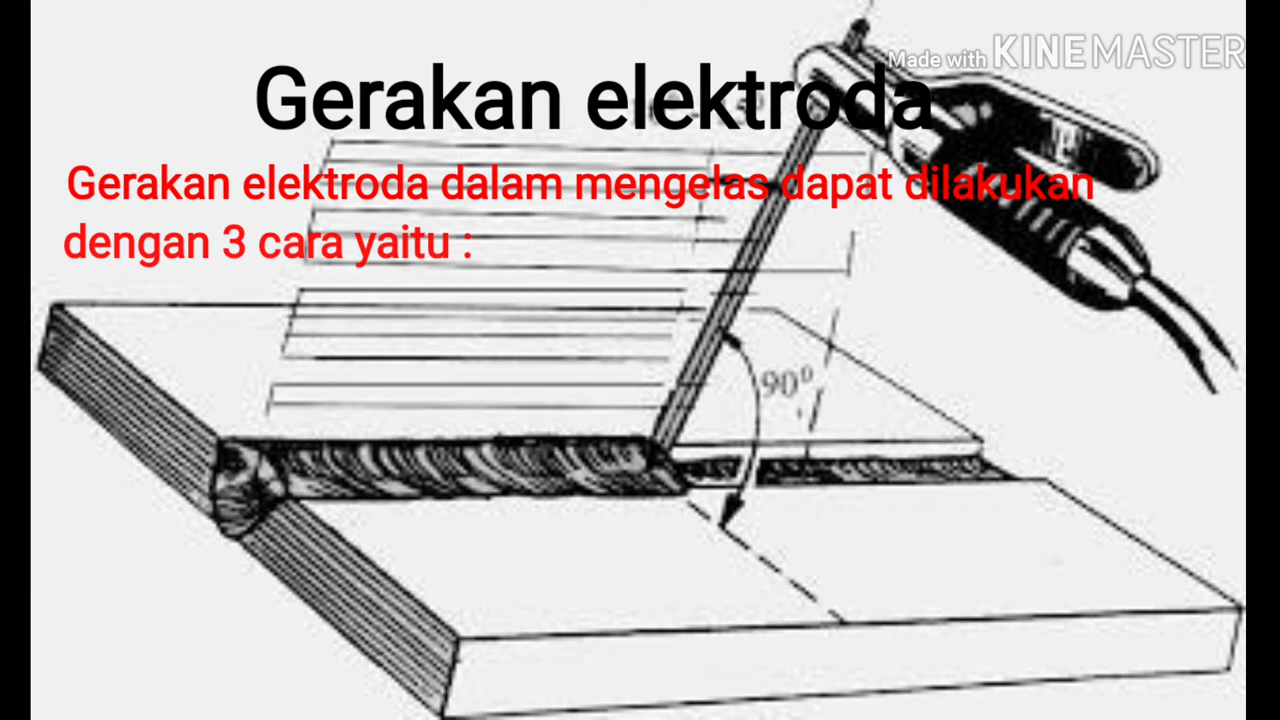 Made with KINEMASTER
Gerakan elektroda
Gerakan elektroda dalam mengelas dapat dilakukan
dengan 3 cara yaitu :
90°